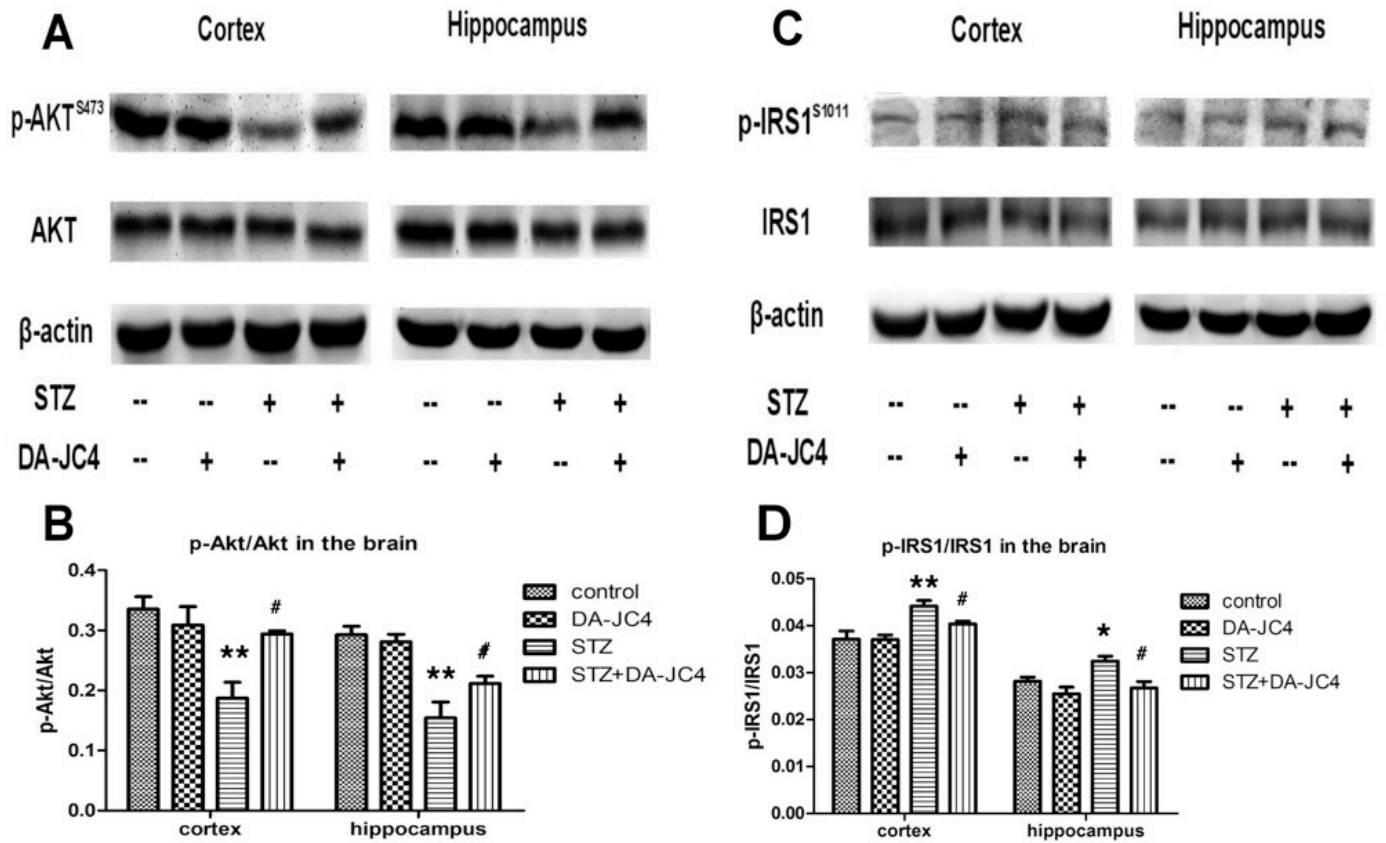 A
Cortex Hippocampus
p-AKT^S473
AKT
β-actin
STZ -- -- + + -- -- + +
DA-JC4 -- + -- + -- + -- +
B
p-Akt/Akt in the brain
p-Akt/Akt
0.4
0.3
0.2
0.1
0.0
** # ** #
cortex hippocampus
control
DA-JC4
STZ
STZ+DA-JC4
C
Cortex Hippocampus
p-IRS1^S1011
IRS1
β-actin
STZ -- -- + + -- -- + +
DA-JC4 -- + -- + -- + -- +
D
p-IRS1/IRS1 in the brain
p-IRS1/IRS1
0.05
0.04
0.03
0.02
0.01
0.00
** # * #
cortex hippocampus
control
DA-JC4
STZ
STZ+DA-JC4